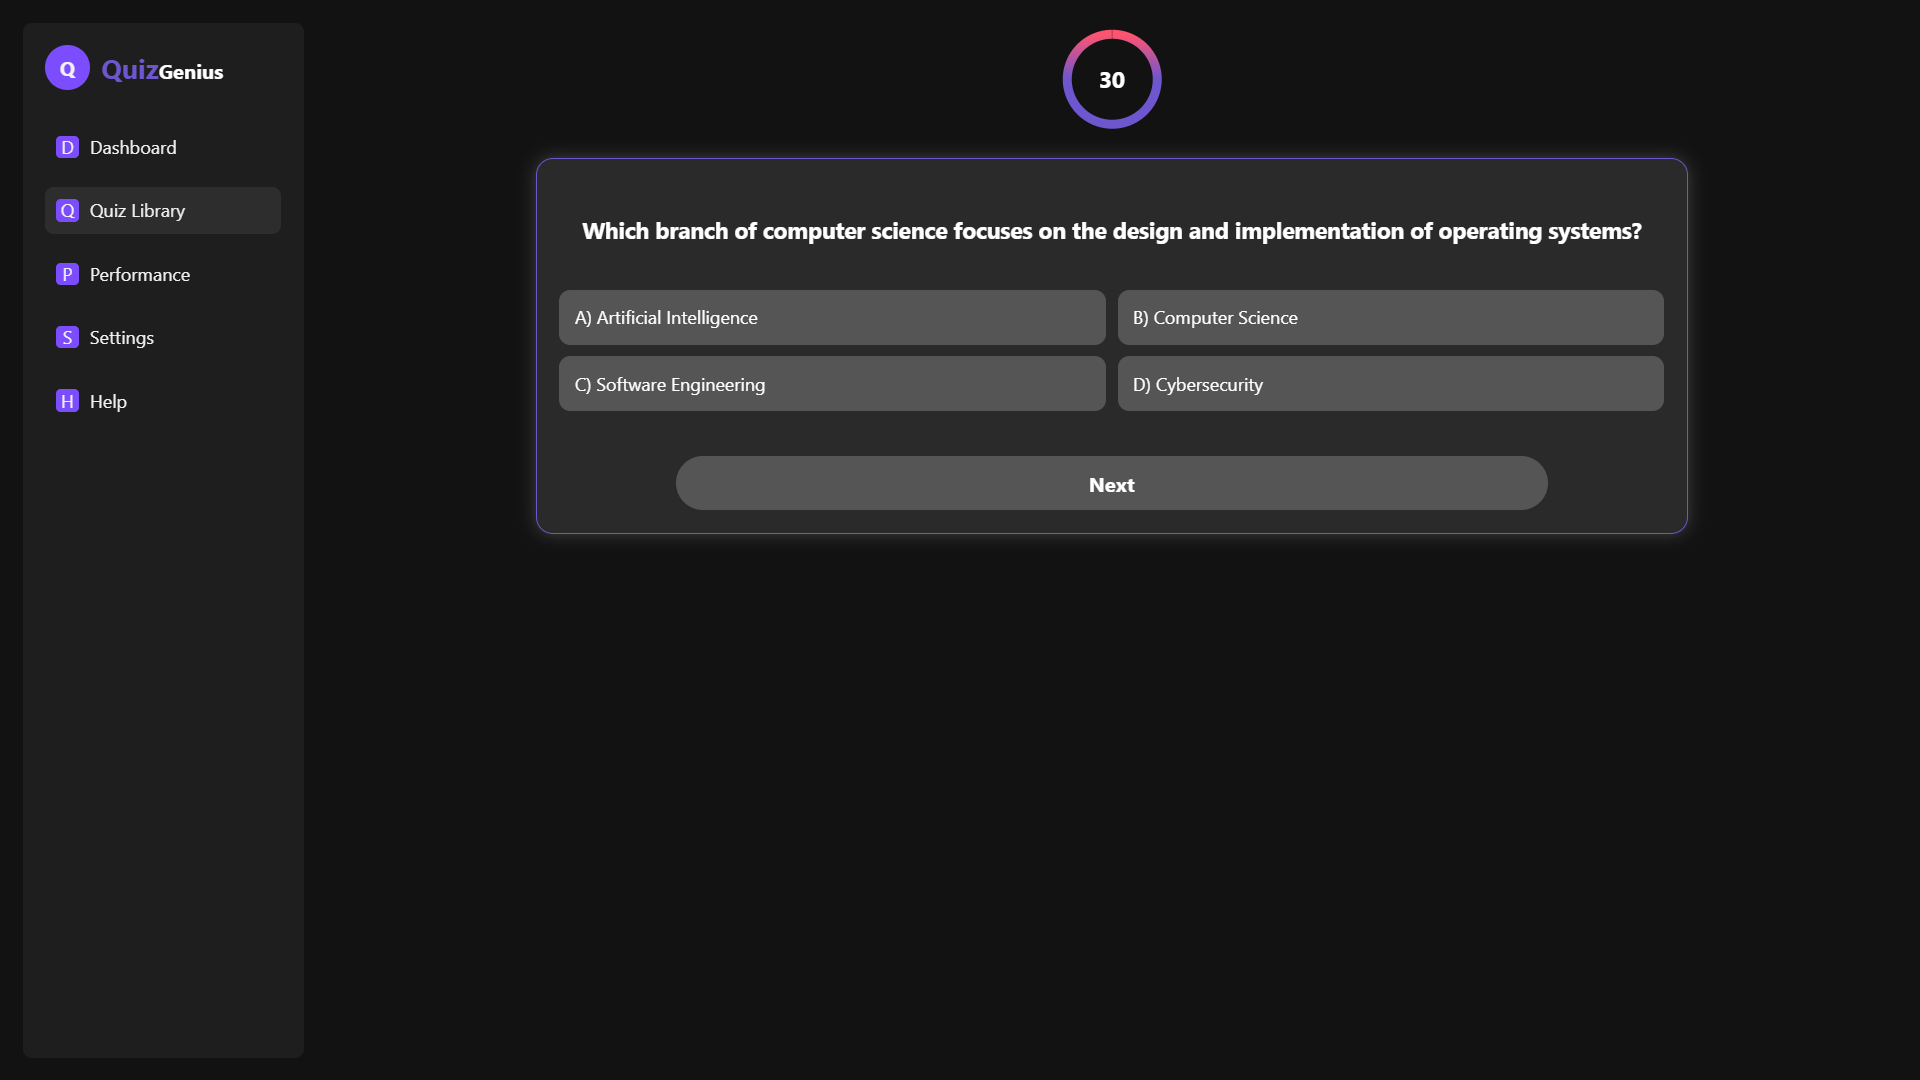 Q QuizGenius
D Dashboard
Q Quiz Library
P Performance
S Settings
H Help
30
Which branch of computer science focuses on the design and implementation of operating systems?
A) Artificial Intelligence
B) Computer Science
C) Software Engineering
D) Cybersecurity
Next